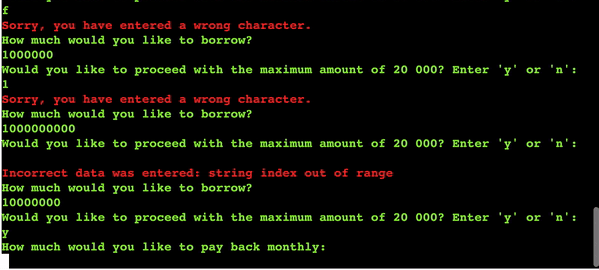 f
Sorry, you have entered a wrong character.
How much would you like to borrow?
1000000
Would you like to proceed with the maximum amount of 20 000? Enter 'y' or 'n':
1
Sorry, you have entered a wrong character.
How much would you like to borrow?
1000000000
Would you like to proceed with the maximum amount of 20 000? Enter 'y' or 'n':
Incorrect data was entered: string index out of range
How much would you like to borrow?
10000000
Would you like to proceed with the maximum amount of 20 000? Enter 'y' or 'n':
y
How much would you like to pay back monthly: